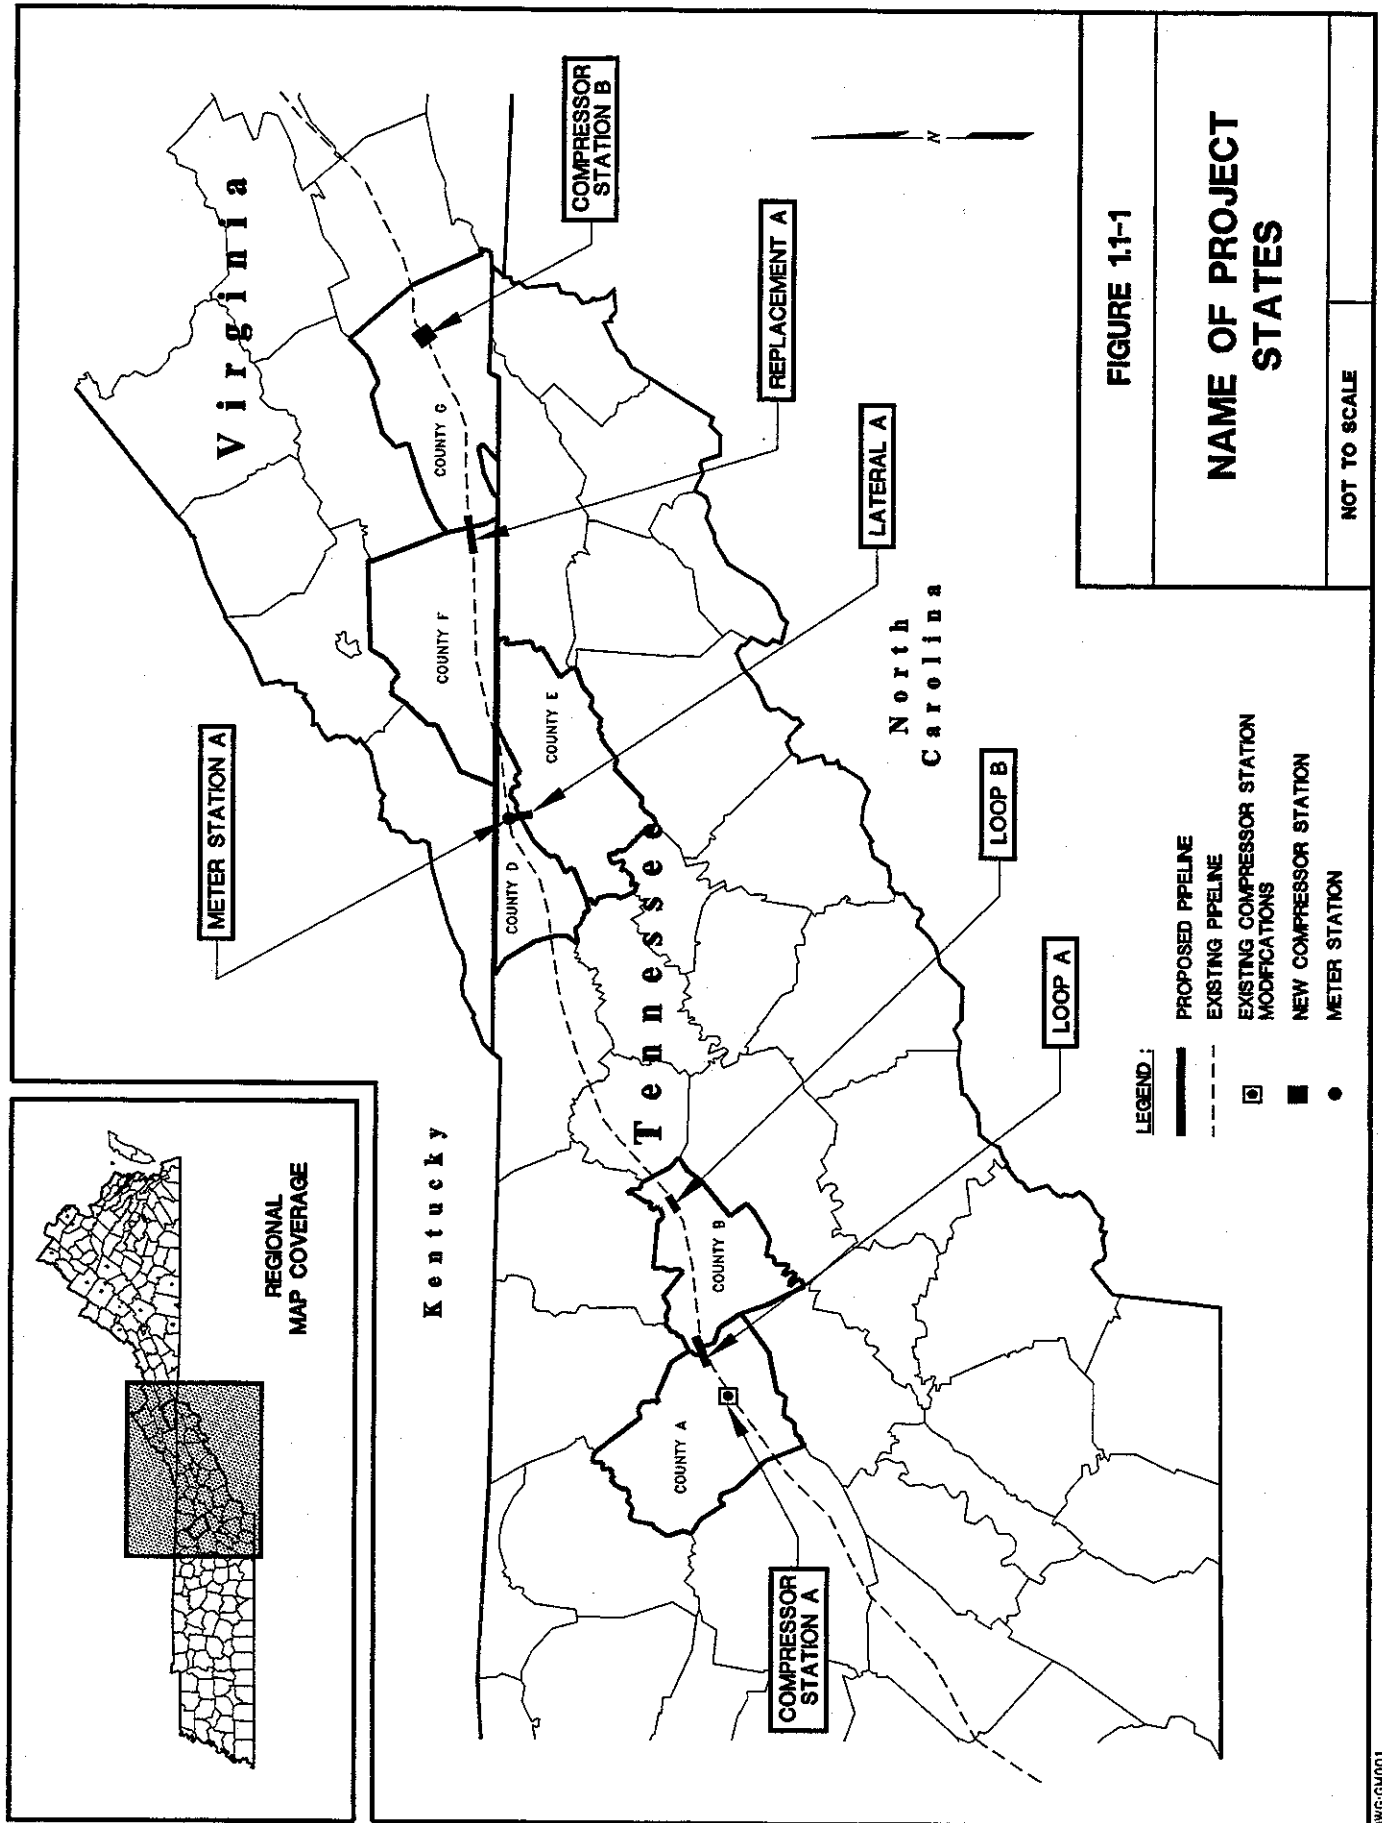 REGIONAL
MAP COVERAGE
Kentucky
Virginia
Tennessee
North
Carolina
METER STATION A
COMPRESSOR
STATION B
REPLACEMENT A
LATERAL A
LOOP B
LOOP A
COMPRESSOR
STATION A
COUNTY A
COUNTY B
COUNTY D
COUNTY E
COUNTY F
COUNTY G
N
LEGEND :
PROPOSED PIPELINE
EXISTING PIPELINE
EXISTING COMPRESSOR STATION
MODIFICATIONS
NEW COMPRESSOR STATION
METER STATION
FIGURE 1.1-1
NAME OF PROJECT
STATES
NOT TO SCALE